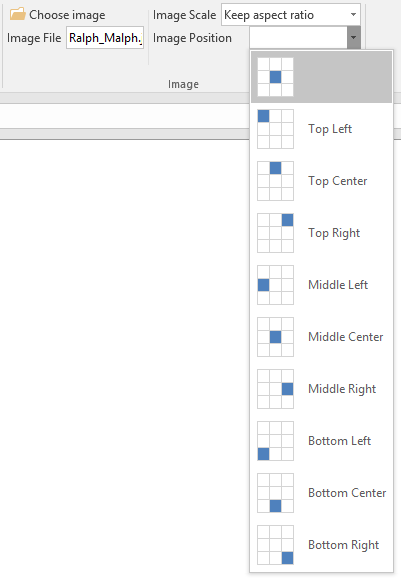 Choose image
Image Scale Keep aspect ratio
Image File Ralph_Malph.
Image Position
Image
Top Left
Top Center
Top Right
Middle Left
Middle Center
Middle Right
Bottom Left
Bottom Center
Bottom Right